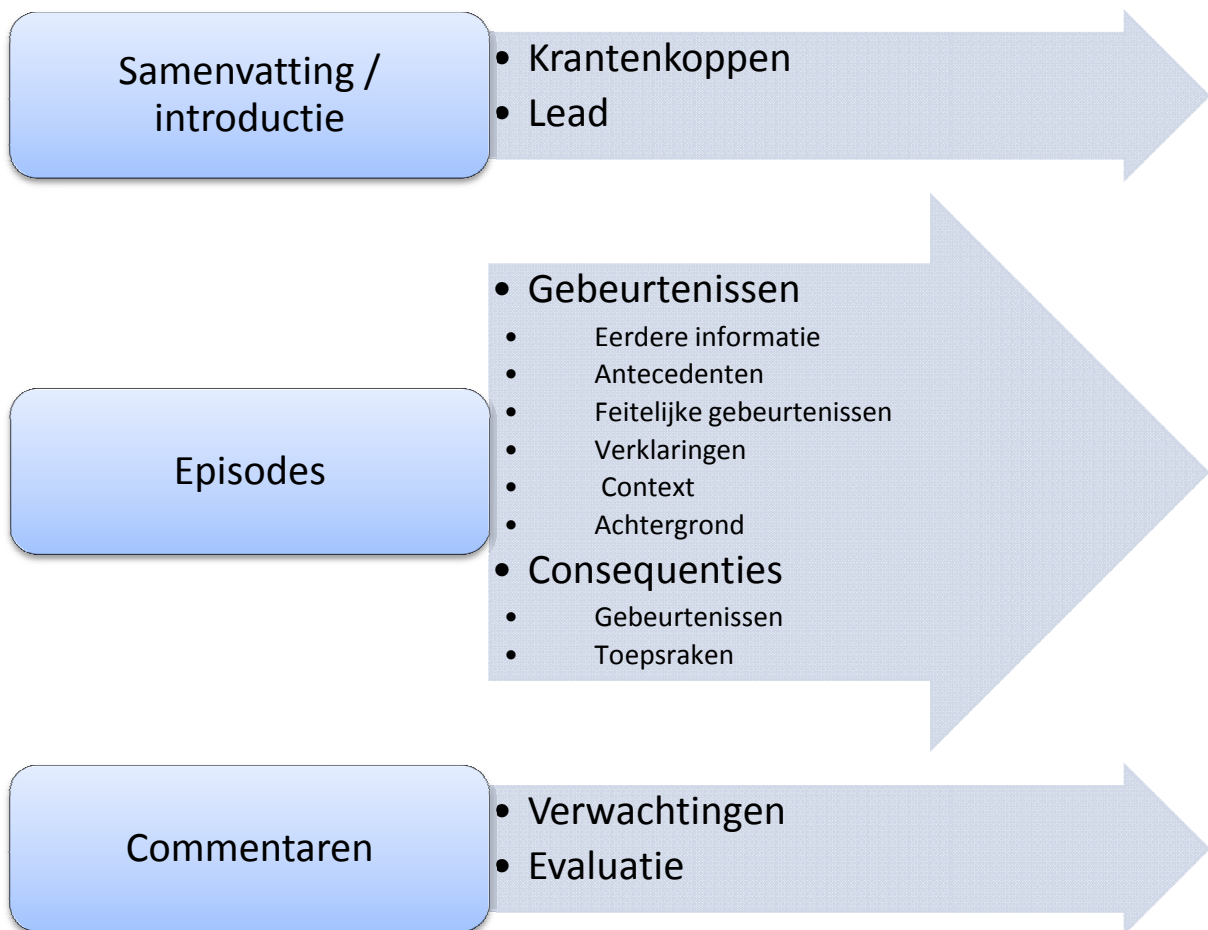 Samenvatting /
introductie
• Krantenkoppen
• Lead
Episodes
• Gebeurtenissen
• Eerdere informatie
• Antecedenten
• Feitelijke gebeurtenissen
• Verklaringen
• Context
• Achtergrond
• Consequenties
• Gebeurtenissen
• Toepsraken
Commentaren
• Verwachtingen
• Evaluatie